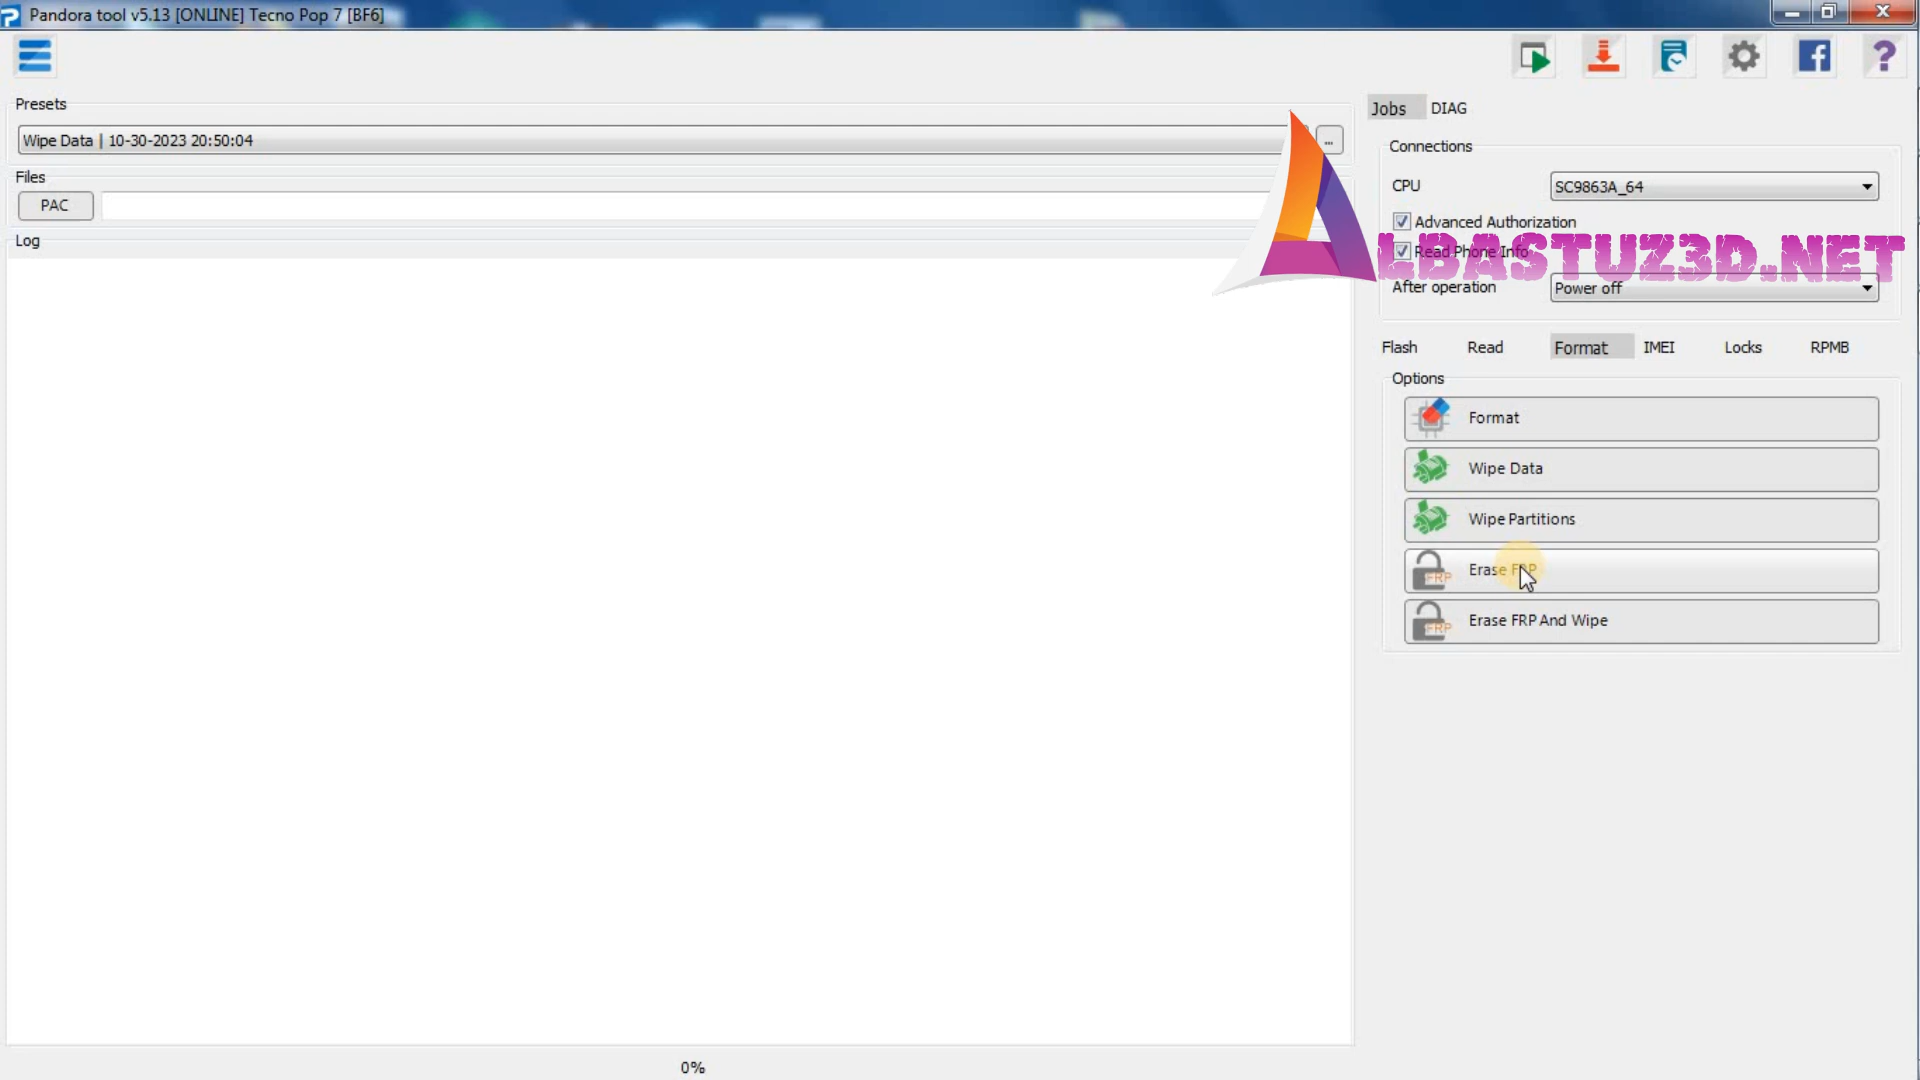 Pandora tool v5.13 [ONLINE] Tecno Pop 7 [BF6]
Presets
Wipe Data | 10-30-2023 20:50:04
...
Files
PAC
Log
Jobs DIAG
Connections
CPU SC9863A_64
Advanced Authorization
Read Phone Info
ALBASTUZ3D.NET
After operation Power off
Flash Read Format IMEI Locks RPMB
Options
Format
Wipe Data
Wipe Partitions
FRP Erase FRP
FRP Erase FRP And Wipe
0%